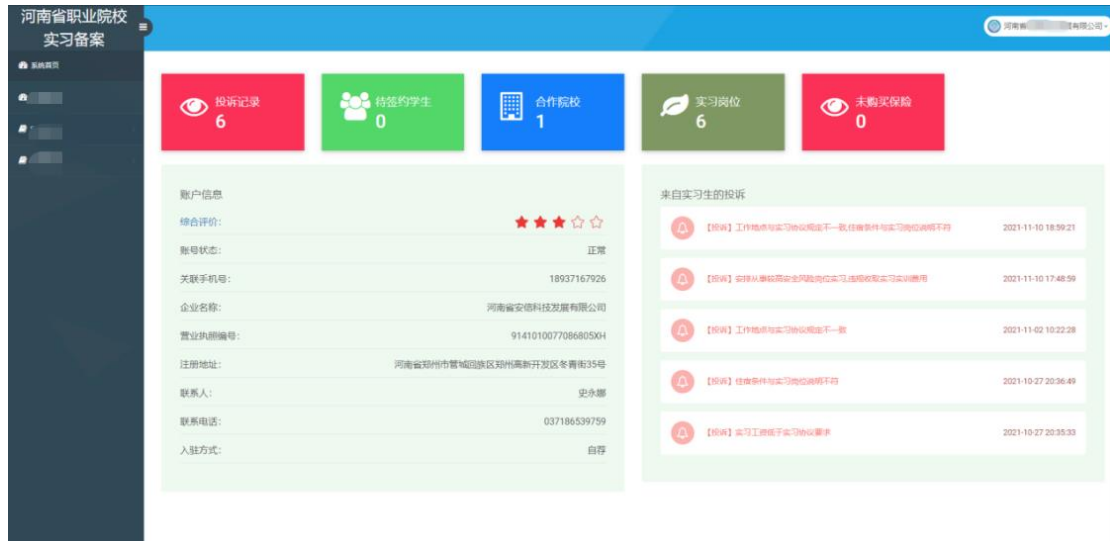 河南省职业院校
实习备案
系统首页
河南省 有限公司
投诉记录
6
待签约学生
0
合作院校
1
实习岗位
6
未购买保险
0
账户信息
综合评价：
账号状态： 正常
关联手机号： 18937167926
企业名称： 河南省安信科技发展有限公司
营业执照编号： 9141010077086805XH
注册地址： 河南省郑州市管城回族区郑州高新开发区冬青街35号
联系人： 史永娜
联系电话： 037186539759
入驻方式： 自荐
来自实习生的投诉
【投诉】工作地点与实习协议规定不一致,住宿条件与实习岗位说明不符 2021-11-10 18:59:21
【投诉】安排从事较高安全风险岗位实习,违规收取实习实训费用 2021-11-10 17:48:59
【投诉】工作地点与实习协议规定不一致 2021-11-02 10:22:28
【投诉】住宿条件与实习岗位说明不符 2021-10-27 20:36:49
【投诉】实习工资低于实习协议要求 2021-10-27 20:35:33